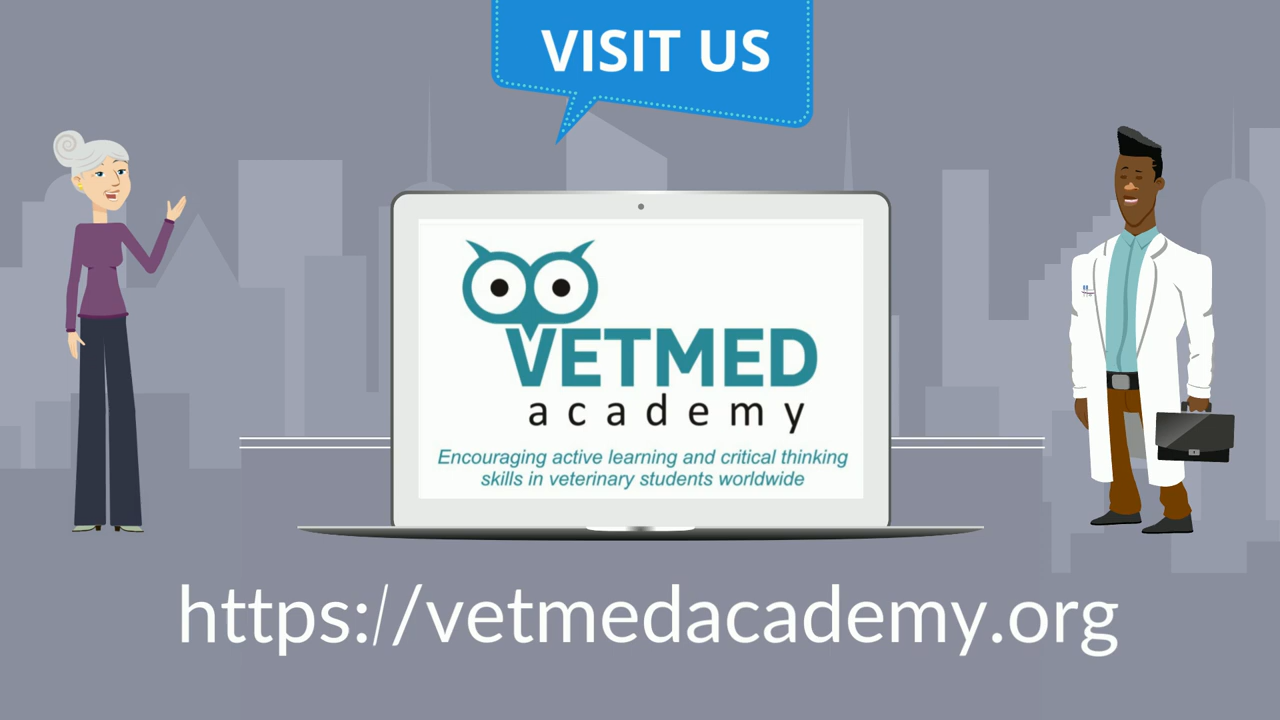 VISIT US
VETMED
academy
Encouraging active learning and critical thinking
skills in veterinary students worldwide
https://vetmedacademy.org